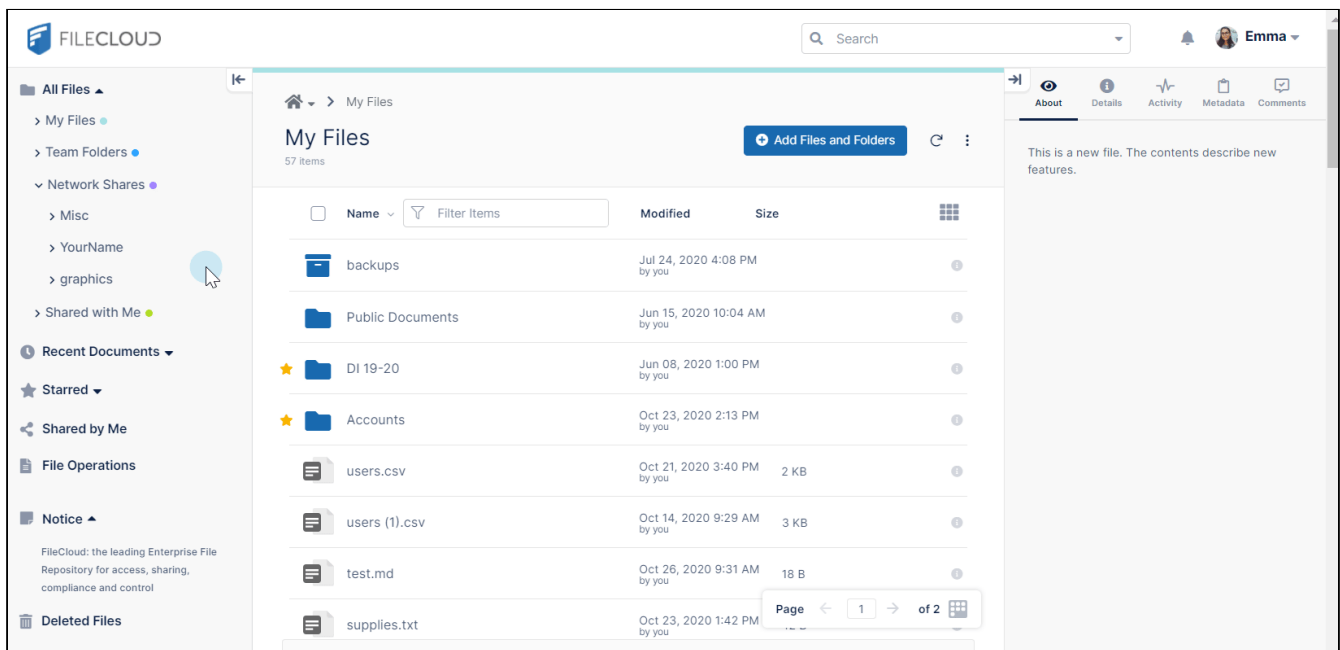 FILECLOUD
Search
Emma
All Files
My Files
Team Folders
Network Shares
Misc
YourName
graphics
Shared with Me
Recent Documents
Starred
Shared by Me
File Operations
Notice
FileCloud: the leading Enterprise File
Repository for access, sharing,
compliance and control
Deleted Files
My Files
My Files
57 items
Add Files and Folders
Name Filter Items Modified Size
backups Jul 24, 2020 4:08 PM
by you
Public Documents Jun 15, 2020 10:04 AM
by you
DI 19-20 Jun 08, 2020 1:00 PM
by you
Accounts Oct 23, 2020 2:13 PM
by you
users.csv Oct 21, 2020 3:40 PM 2 KB
by you
users (1).csv Oct 14, 2020 9:29 AM 3 KB
by you
test.md Oct 26, 2020 9:31 AM 18 B
by you
supplies.txt Oct 23, 2020 1:42 PM
by you
Page 1 of 2
About Details Activity Metadata Comments
This is a new file. The contents describe new
features.